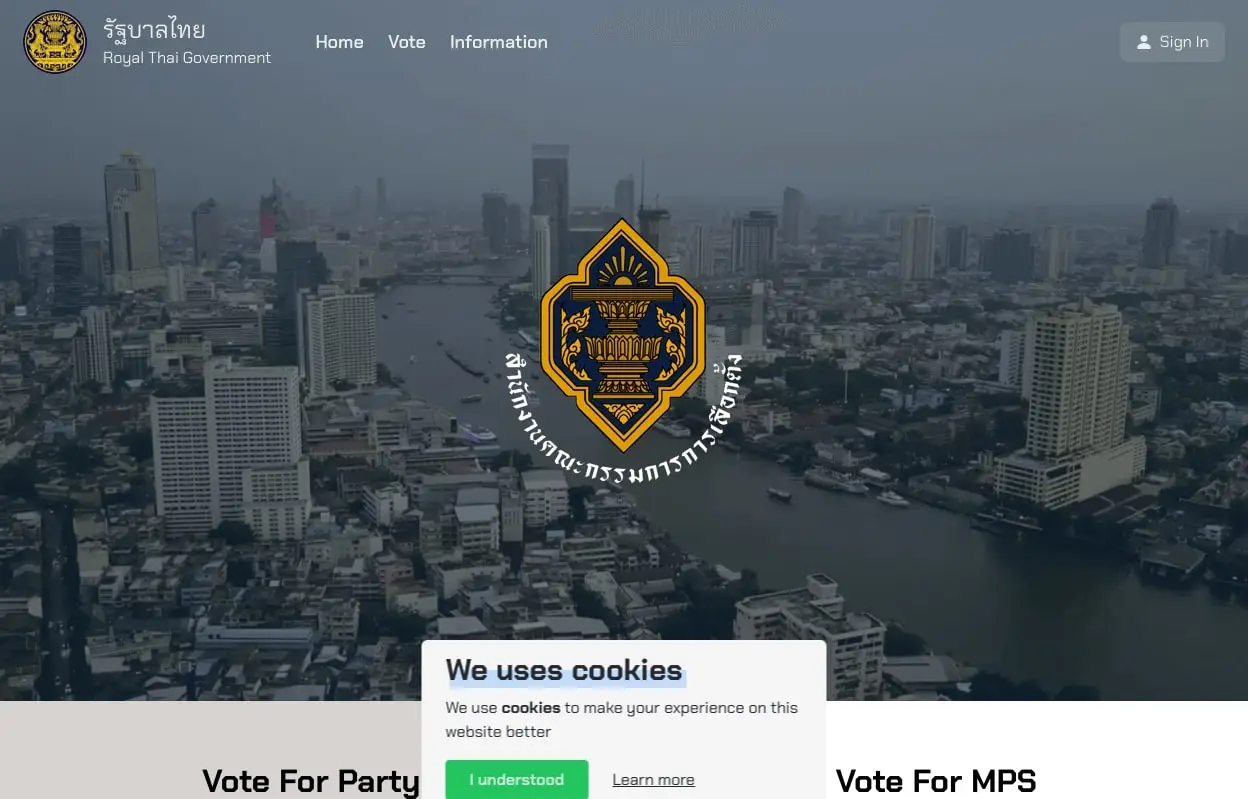 รัฐบาลไทย
Royal Thai Government
Home
Vote
Information
Sign In
สำนักงานคณะกรรมการการเลือกตั้ง
We uses cookies
We use cookies to make your experience on this
website better
I understood
Learn more
Vote For Party
Vote For MPS